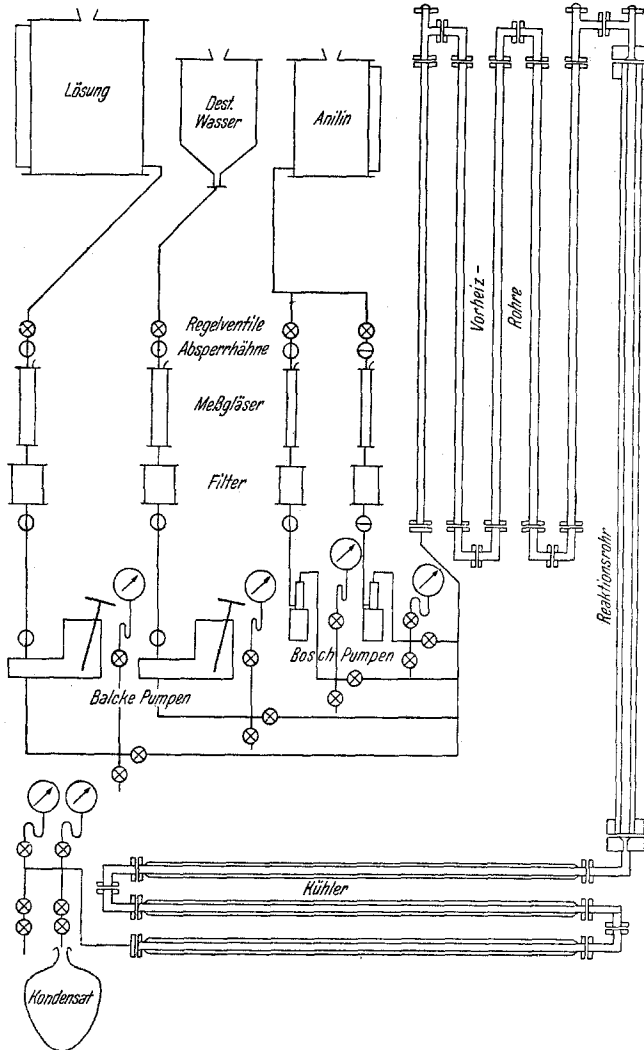 Lösung
Dest.
Wasser
Anilin
Regelventile
Absperrhähne
Meßgläser
Filter
Vorheiz-
Rohre
Reaktionsrohr
Bosch Pumpen
Balcke Pumpen
Kühler
Kondensat